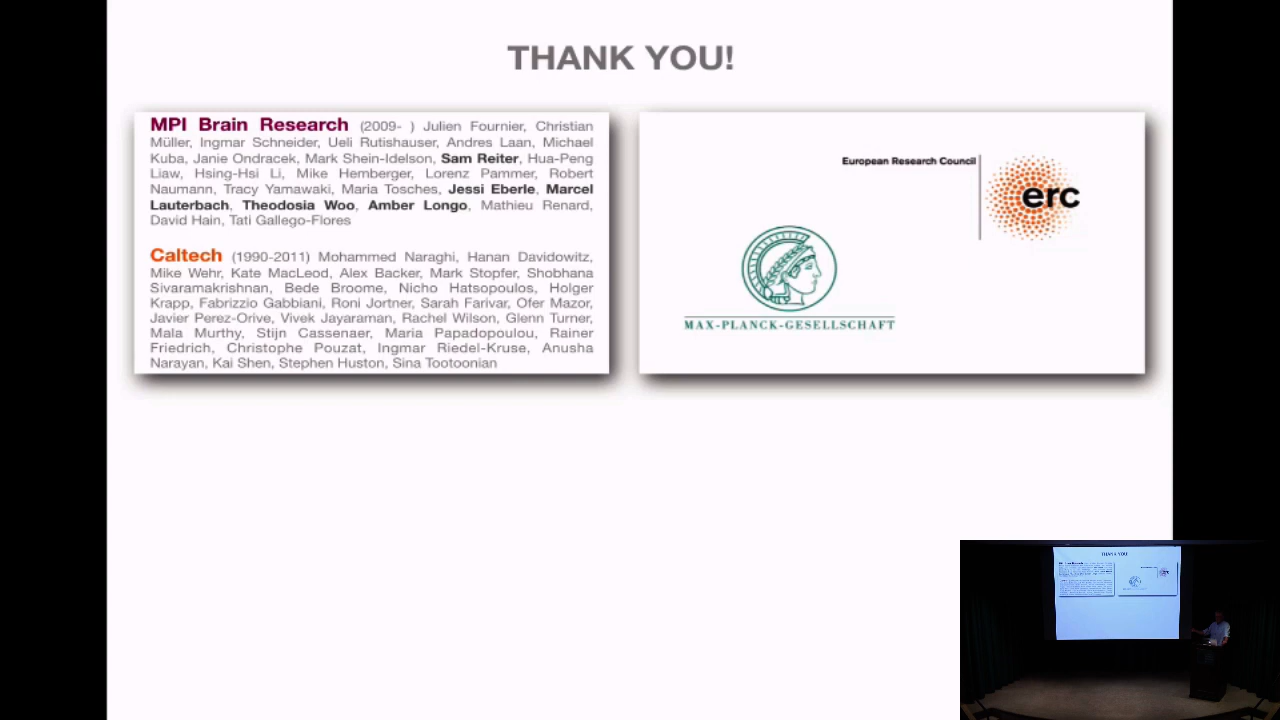 THANK YOU!
MPI Brain Research (2009- ) Julien Fournier, Christian
Müller, Ingmar Schneider, Ueli Rutishauser, Andres Laan, Michael
Kuba, Janie Ondracek, Mark Shein-Idelson, Sam Reiter, Hua-Peng
Liaw, Hsing-Hsi Li, Mike Hemberger, Lorenz Pammer, Robert
Naumann, Tracy Yamawaki, Maria Tosches, Jessi Eberle, Marcel
Lauterbach, Theodosia Woo, Amber Longo, Mathieu Renard,
David Hain, Tati Gallego-Flores
Caltech (1990-2011) Mohammed Naraghi, Hanan Davidowitz,
Mike Wehr, Kate MacLeod, Alex Backer, Mark Stopfer, Shobhana
Sivaramakrishnan, Bede Broome, Nicho Hatsopoulos, Holger
Krapp, Fabrizzio Gabbiani, Roni Jortner, Sarah Farivar, Ofer Mazor,
Javier Perez-Orive, Vivek Jayaraman, Rachel Wilson, Glenn Turner,
Mala Murthy, Stijn Cassenaer, Maria Papadopoulou, Rainer
Friedrich, Christophe Pouzat, Ingmar Riedel-Kruse, Anusha
Narayan, Kai Shen, Stephen Huston, Sina Tootoonian
European Research Council
erc
MAX-PLANCK-GESELLSCHAFT
THANK YOU!
erc